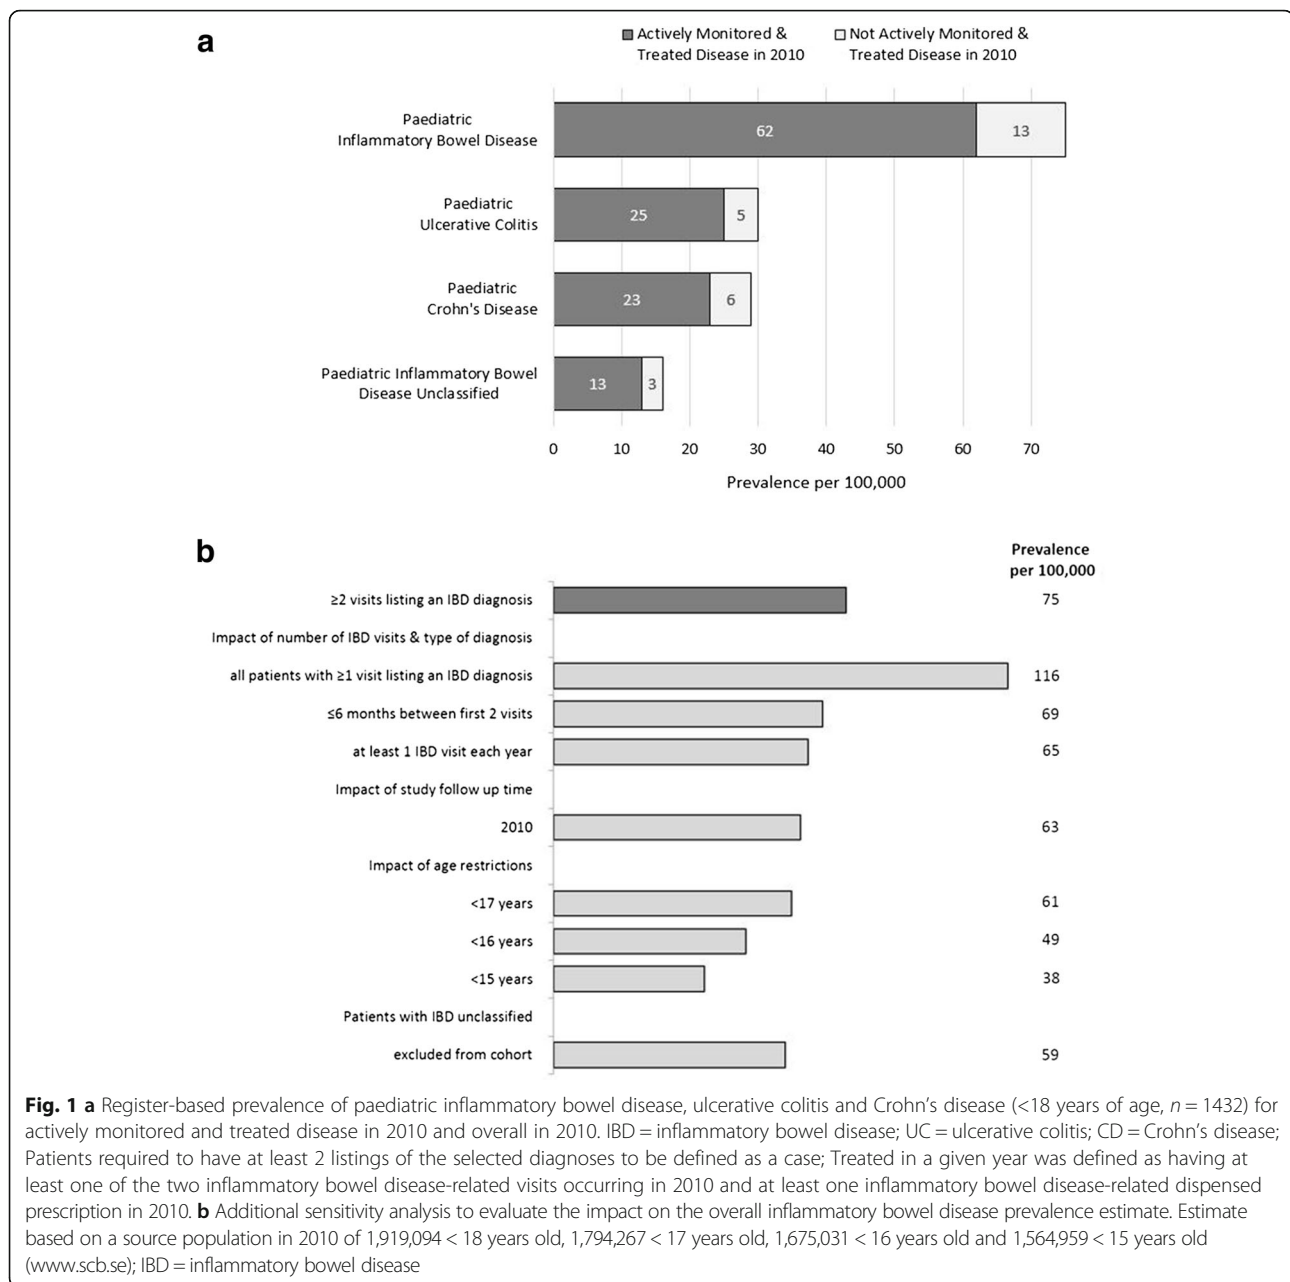 a
Actively Monitored &
Treated Disease in 2010
Not Actively Monitored &
Treated Disease in 2010
Paediatric
Inflammatory Bowel Disease
62
13
Paediatric
Ulcerative Colitis
25
5
Paediatric
Crohn's Disease
23
6
Paediatric Inflammatory Bowel
Disease Unclassified
13
3
0 10 20 30 40 50 60 70
Prevalence per 100,000
b
Prevalence
per 100,000
≥2 visits listing an IBD diagnosis 75
Impact of number of IBD visits & type of diagnosis
all patients with ≥1 visit listing an IBD diagnosis 116
≤6 months between first 2 visits 69
at least 1 IBD visit each year 65
Impact of study follow up time
2010 63
Impact of age restrictions
<17 years 61
<16 years 49
<15 years 38
Patients with IBD unclassified
excluded from cohort 59
Fig. 1 a Register-based prevalence of paediatric inflammatory bowel disease, ulcerative colitis and Crohn's disease (<18 years of age, n = 1432) for
actively monitored and treated disease in 2010 and overall in 2010. IBD = inflammatory bowel disease; UC = ulcerative colitis; CD = Crohn's disease;
Patients required to have at least 2 listings of the selected diagnoses to be defined as a case; Treated in a given year was defined as having at
least one of the two inflammatory bowel disease-related visits occurring in 2010 and at least one inflammatory bowel disease-related dispensed
prescription in 2010. b Additional sensitivity analysis to evaluate the impact on the overall inflammatory bowel disease prevalence estimate. Estimate
based on a source population in 2010 of 1,919,094 < 18 years old, 1,794,267 < 17 years old, 1,675,031 < 16 years old and 1,564,959 < 15 years old
(www.scb.se); IBD = inflammatory bowel disease